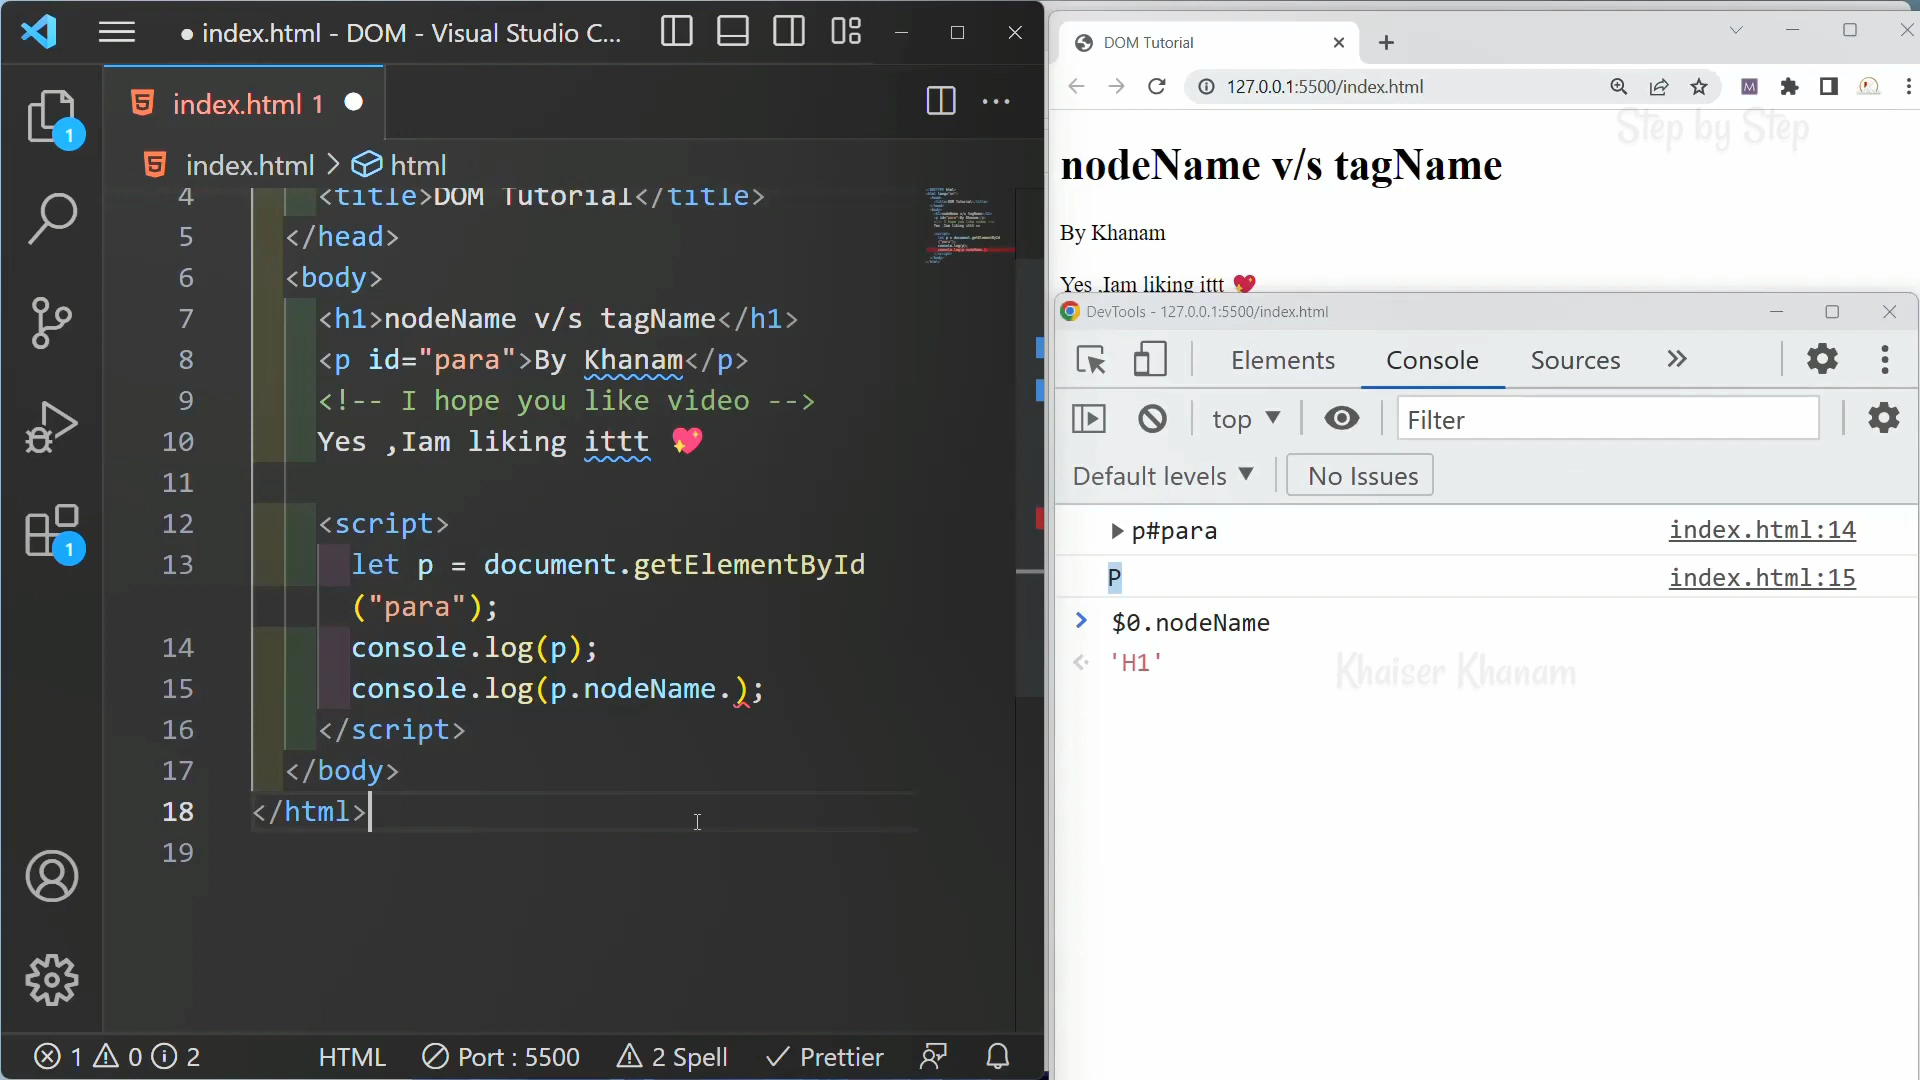 ● index.html - DOM - Visual Studio C...
index.html 1
index.html > html
4 <title>DOM Tutorial</title>
5 </head>
6 <body>
7 <h1>nodeName v/s tagName</h1>
8 <p id="para">By Khanam</p>
9 <!-- I hope you like video -->
10 Yes ,Iam liking ittt 💖
11
12 <script>
13 let p = document.getElementById
("para");
14 console.log(p);
15 console.log(p.nodeName.);
16 </script>
17 </body>
18 </html>
19
1
1
1 0 2 HTML Port : 5500 2 Spell Prettier
DOM Tutorial
127.0.0.1:5500/index.html
Step by Step
nodeName v/s tagName
By Khanam
Yes ,Iam liking ittt 💖
DevTools - 127.0.0.1:5500/index.html
Elements Console Sources »
top Filter
Default levels No Issues
p#para index.html:14
P index.html:15
> $0.nodeName
'H1'
Khaiser Khanam